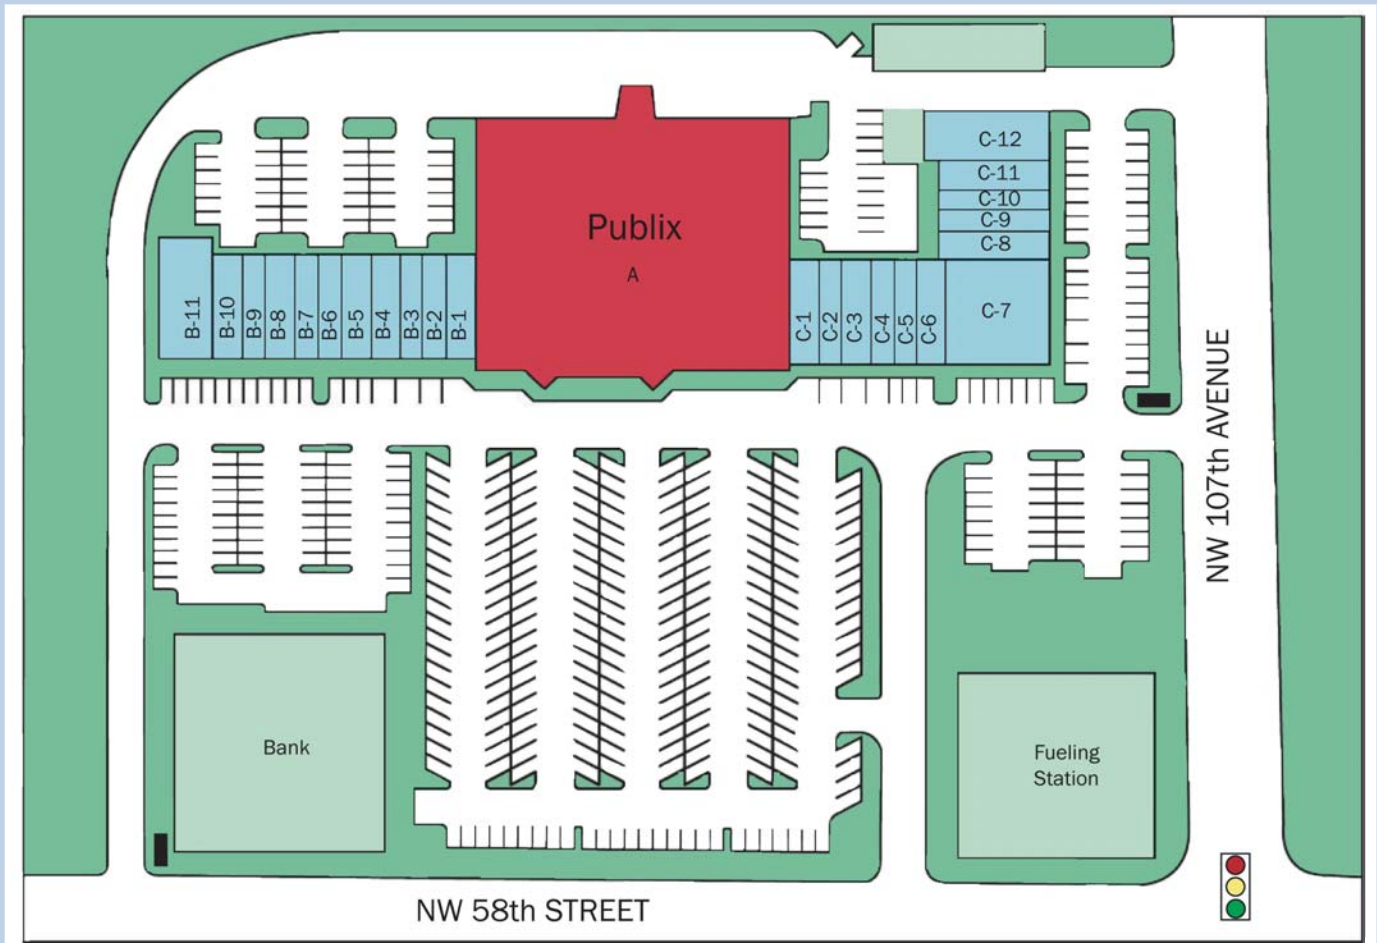 C-12
C-11
C-10
C-9
C-8
Publix
A
B-11
B-10
B-9
B-8
B-7
B-6
B-5
B-4
B-3
B-2
B-1
C-1
C-2
C-3
C-4
C-5
C-6
C-7
NW 107th AVENUE
Bank
Fueling
Station
NW 58th STREET